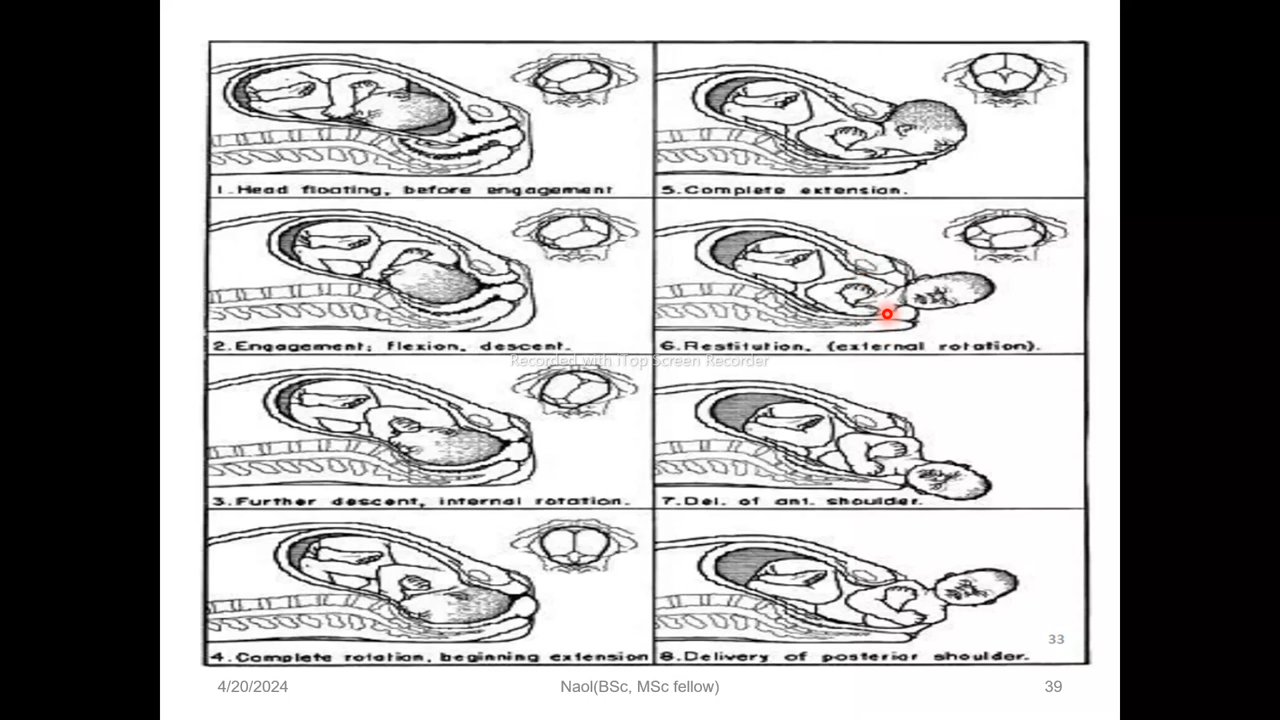 1.Head floating, before engagement
2.Engagement; flexion, descent.
3.Further descent, internal rotation.
4.Complete rotation, beginning extension
5.Complete extension.
6.Restitution, (external rotation).
7.Del. of ant. shoulder.
8.Delivery of posterior shoulder.
Recorded with iTop Screen Recorder
33
4/20/2024
Naol(BSc, MSc fellow)
39